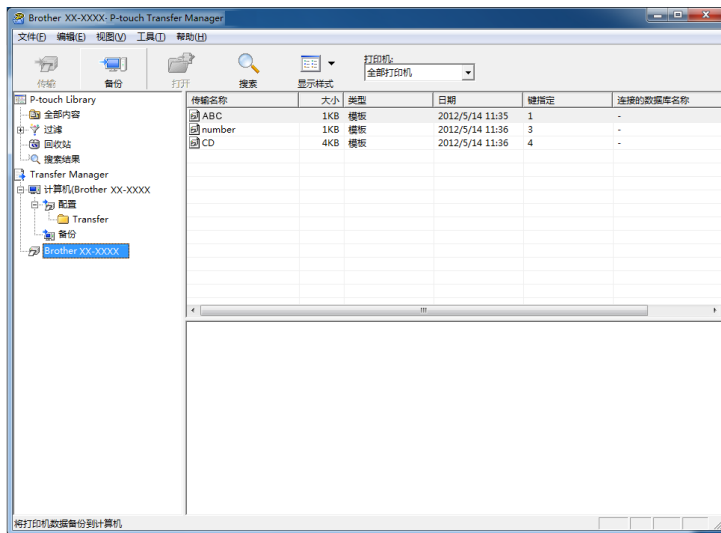 Brother XX-XXXX- P-touch Transfer Manager
文件(F) 编辑(E) 视图(V) 工具(T) 帮助(H)
传输 备份 打开 搜索 显示样式 打印机:
全部打印机
P-touch Library
全部内容
过滤
回收站
搜索结果
Transfer Manager
计算机(Brother XX-XXXX
配置
Transfer
备份
Brother XX-XXXX
传输名称 大小 类型 日期 键指定 连接的数据库名称
ABC 1KB 模板 2012/5/14 11:35 1 -
number 1KB 模板 2012/5/14 11:36 3 -
CD 4KB 模板 2012/5/14 11:36 4 -
将打印机数据备份到计算机